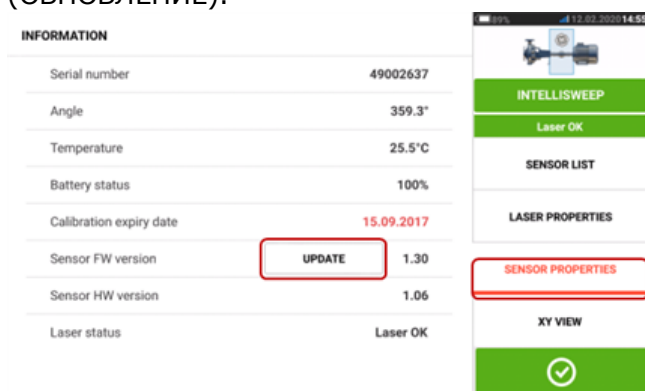 (ОБНОВЛЕНИЕ).
INFORMATION
Serial number 49002637
Angle 359.3°
Temperature 25.5°C
Battery status 100%
Calibration expiry date 15.09.2017
Sensor FW version UPDATE 1.30
Sensor HW version 1.06
Laser status Laser OK
89% 12.02.2020 14:55
INTELLISWEEP
Laser OK
SENSOR LIST
LASER PROPERTIES
SENSOR PROPERTIES
XY VIEW